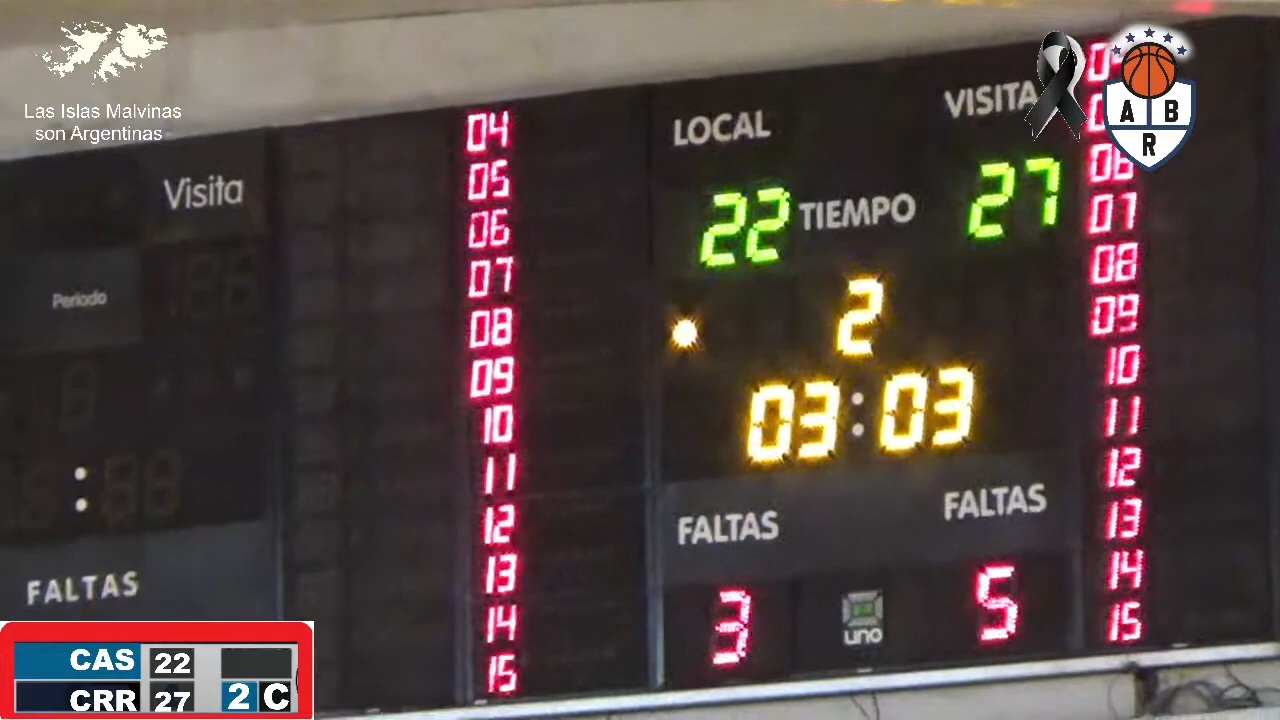 Las Islas Malvinas
son Argentinas
Visita
Periodo
FALTAS
04
05
06
07
08
09
10
11
12
13
14
15
LOCAL
VISITA
22 TIEMPO 27
2
03:03
FALTAS
FALTAS
3
uno
5
06
07
08
09
10
11
12
13
14
15
A B
R
CAS 22
CRR 27 2 C